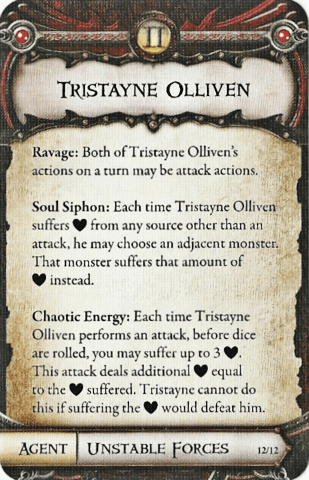 II
TRISTAYNE OLLIVEN
Ravage: Both of Tristayne Olliven's
actions on a turn may be attack actions.
Soul Siphon: Each time Tristayne Olliven
suffers ♥ from any source other than an
attack, he may choose an adjacent monster.
That monster suffers that amount of
♥ instead.
Chaotic Energy: Each time Tristayne
Olliven performs an attack, before dice
are rolled, you may suffer up to 3 ♥.
This attack deals additional ♥ equal
to the ♥ suffered. Tristayne cannot do
this if suffering the ♥ would defeat him.
AGENT UNSTABLE FORCES 12/12